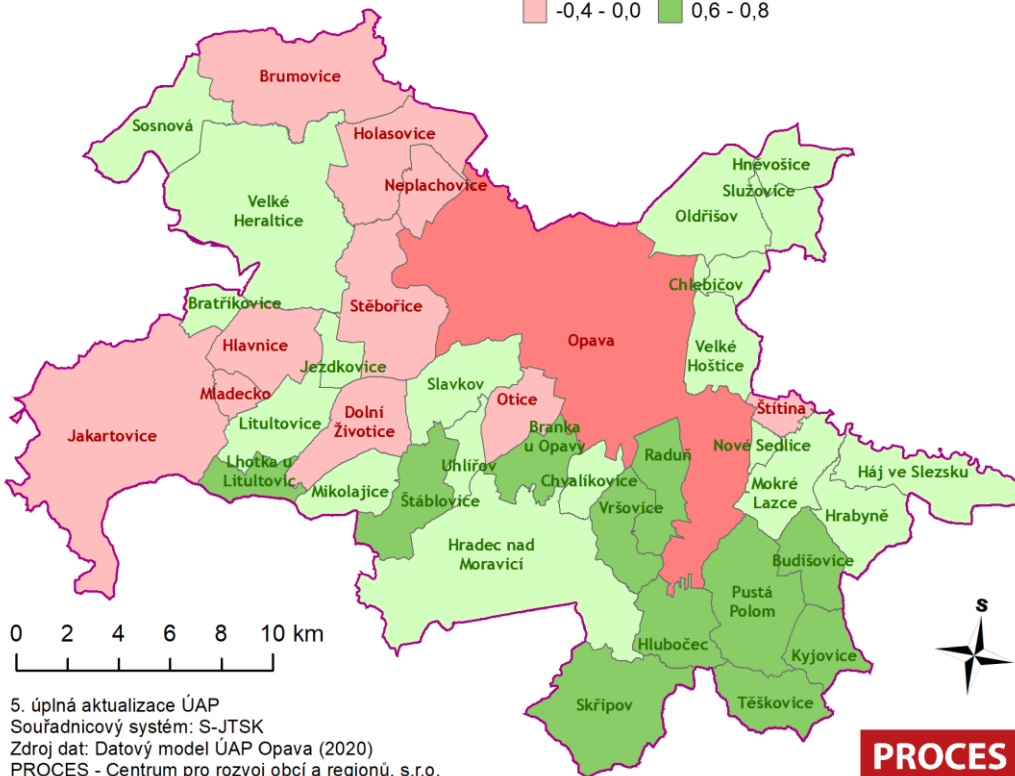 -0,4 - 0,0
0,6 - 0,8
Brumovice
Sosnová
Holasovice
Hněvošice
Neplachovice
Služovice
Velké
Heraltice
Oldřišov
Chlebičov
Bratříkovice
Stěbořice
Opava
Hlavnice
Velké
Hoštice
Jezdkovice
Slavkov
Mladecko
Otice
Štítina
Litultovice
Dolní
Životice
Jakartovice
Branka
u Opavy
Raduň
Nové Sedlice
Lhotka u
Litultovic
Uhlířov
Háj ve Slezsku
Mikolajice
Štáblovice
Chvalíkovice
Mokré
Lazce
Vršovice
Hrabyně
Hradec nad
Moravicí
Budišovice
Pustá
Polom
S
0 2 4 6 8 10 km
Hlubočec
Kyjovice
Skřipov
Těškovice
5. úplná aktualizace ÚAP
Souřadnicový systém: S-JTSK
Zdroj dat: Datový model ÚAP Opava (2020)
PROCES - Centrum pro rozvoj obcí a regionů, s.r.o.
PROCES